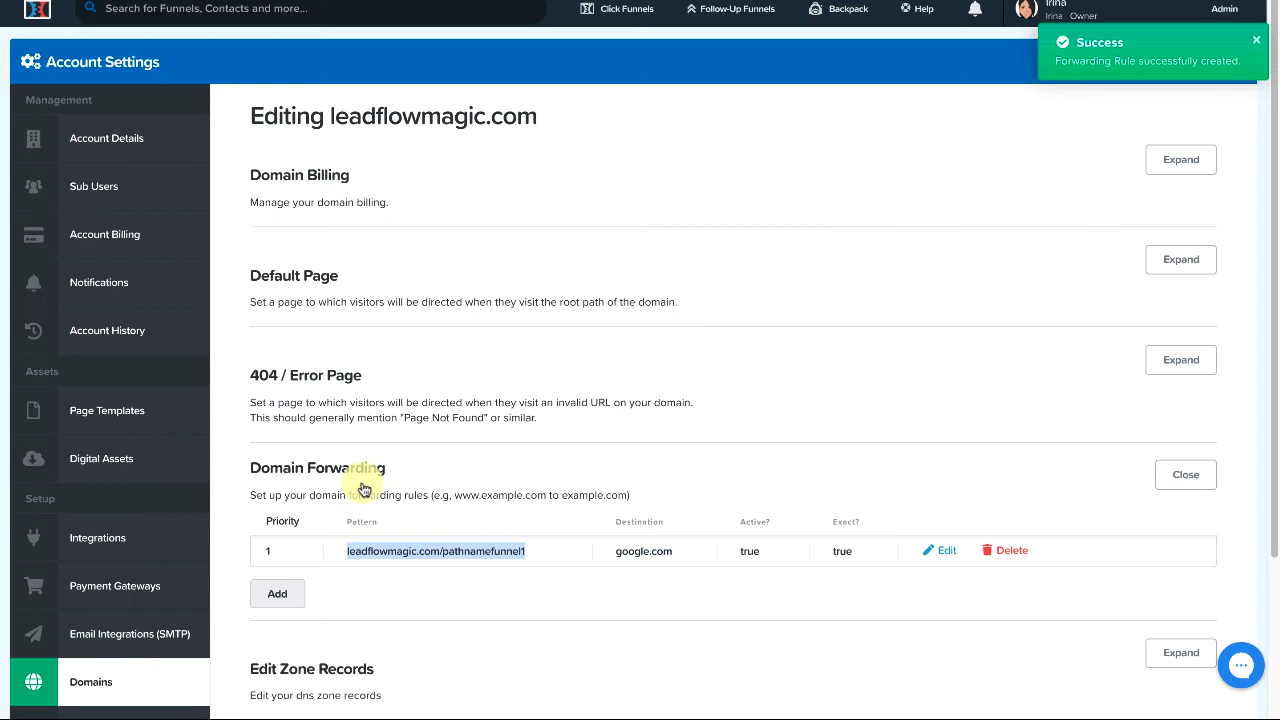 Search for Funnels, Contacts and more...
Click Funnels
Follow-Up Funnels
Backpack
Help
Irina
Irina Owner
Admin
Account Settings
Success
Forwarding Rule successfully created.
Management
Account Details
Sub Users
Account Billing
Notifications
Account History
Assets
Page Templates
Digital Assets
Setup
Integrations
Payment Gateways
Email Integrations (SMTP)
Domains
Editing leadflowmagic.com
Domain Billing
Expand
Manage your domain billing.
Default Page
Expand
Set a page to which visitors will be directed when they visit the root path of the domain.
404 / Error Page
Expand
Set a page to which visitors will be directed when they visit an invalid URL on your domain.
This should generally mention "Page Not Found" or similar.
Domain Forwarding
Close
Set up your domain forwarding rules (e.g, www.example.com to example.com)
Priority Pattern Destination Active? Exact?
1 leadflowmagic.com/pathnamefunnel1 google.com true true Edit Delete
Add
Edit Zone Records
Expand
Edit your dns zone records